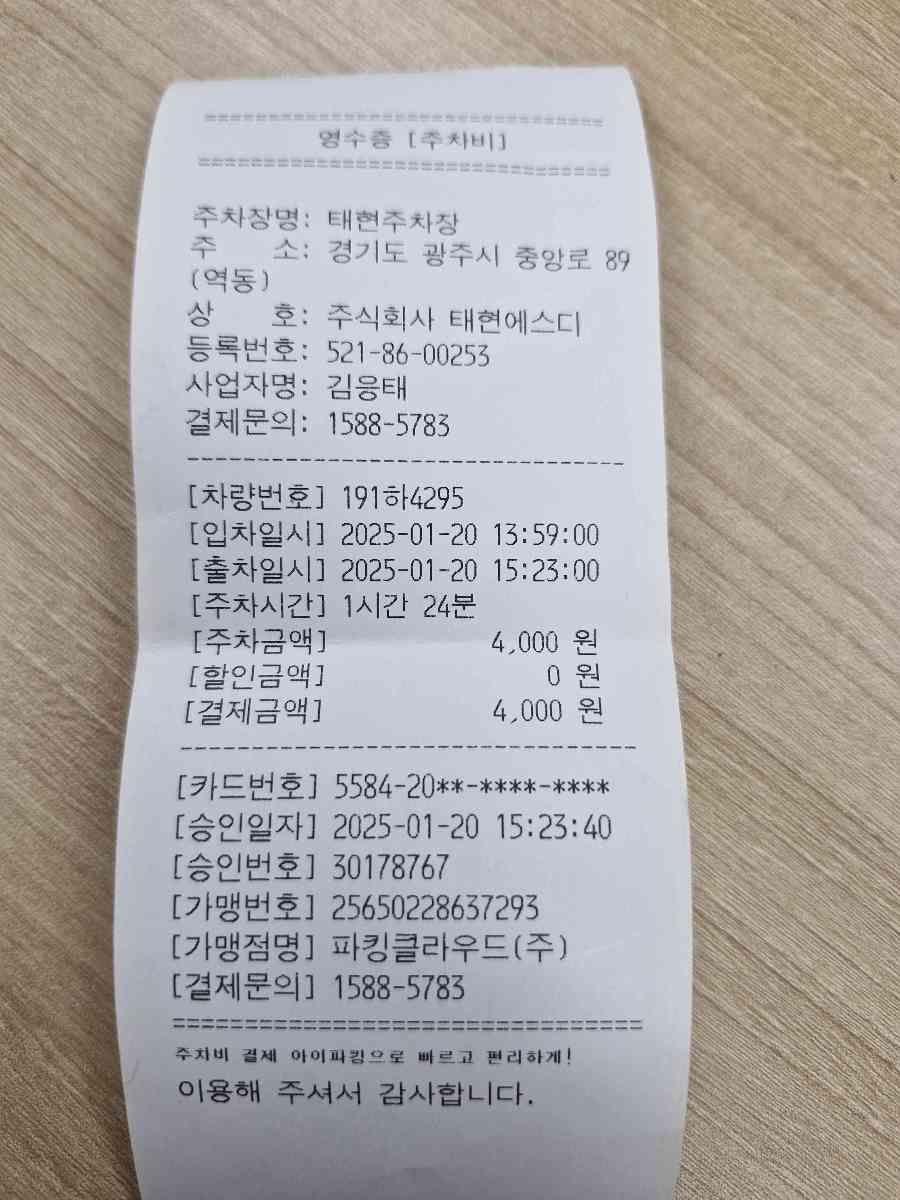 ================================
영수증 [주차비]
================================
주차장명: 태현주차장
주    소: 경기도 광주시 중앙로 89
(역동)
상    호: 주식회사 태현에스디
등록번호: 521-86-00253
사업자명: 김응태
결제문의: 1588-5783
--------------------------------
[차량번호] 191하4295
[입차일시] 2025-01-20 13:59:00
[출차일시] 2025-01-20 15:23:00
[주차시간] 1시간 24분
[주차금액] 4,000 원
[할인금액] 0 원
[결제금액] 4,000 원
--------------------------------
[카드번호] 5584-20**-****-****
[승인일자] 2025-01-20 15:23:40
[승인번호] 30178767
[가맹번호] 25650228637293
[가맹점명] 파킹클라우드(주)
[결제문의] 1588-5783
================================
주차비 결제 아이파킹으로 빠르고 편리하게!
이용해 주셔서 감사합니다.